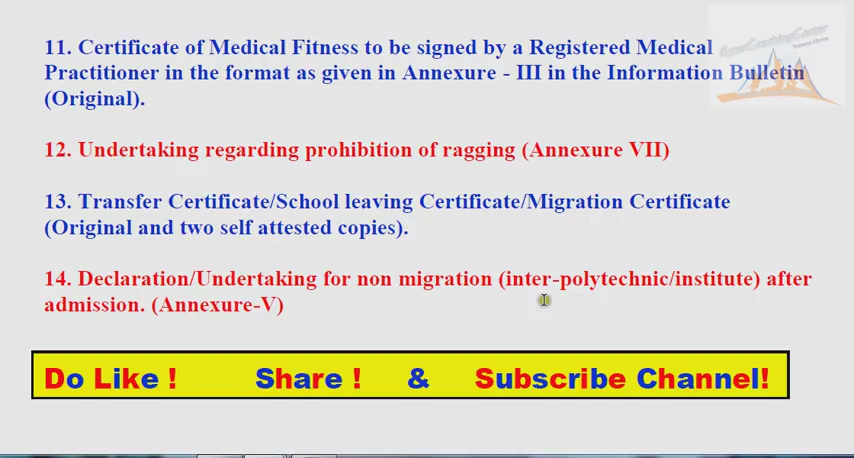 11. Certificate of Medical Fitness to be signed by a Registered Medical
Practitioner in the format as given in Annexure - III in the Information Bulletin
(Original).
12. Undertaking regarding prohibition of ragging (Annexure VII)
13. Transfer Certificate/School leaving Certificate/Migration Certificate
(Original and two self attested copies).
14. Declaration/Undertaking for non migration (inter-polytechnic/institute) after
admission. (Annexure-V)
Do Like ! Share ! & Subscribe Channel!